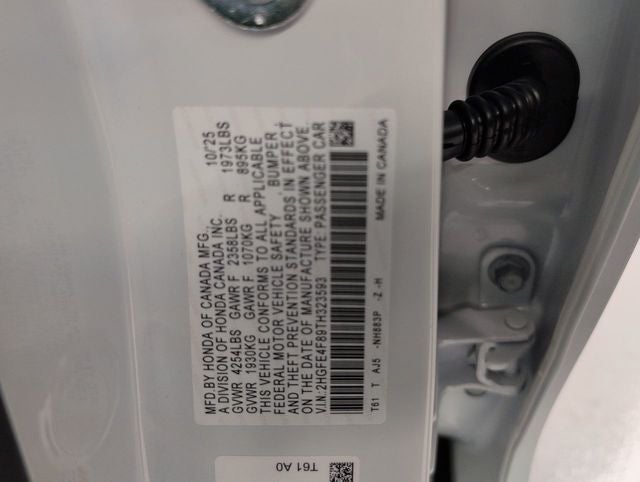 MFD.BY HONDA OF CANADA MFG., 10/25
A DIVISION OF HONDA CANADA INC.
GVWR 4254LBS GAWR F 2358LBS R 1973LBS
GVWR 1930KG GAWR F 1070KG R 895KG
THIS VEHICLE CONFORMS TO ALL APPLICABLE
FEDERAL MOTOR VEHICLE SAFETY, BUMPER
AND THEFT PREVENTION STANDARDS IN EFFECT
ON THE DATE OF MANUFACTURE SHOWN ABOVE.
V.I.N. 2HGFE4F89TH323593 TYPE: PASSENGER CAR
T61 T AJ5 -NH883P -Z -H MADE IN CANADA
T61 A0